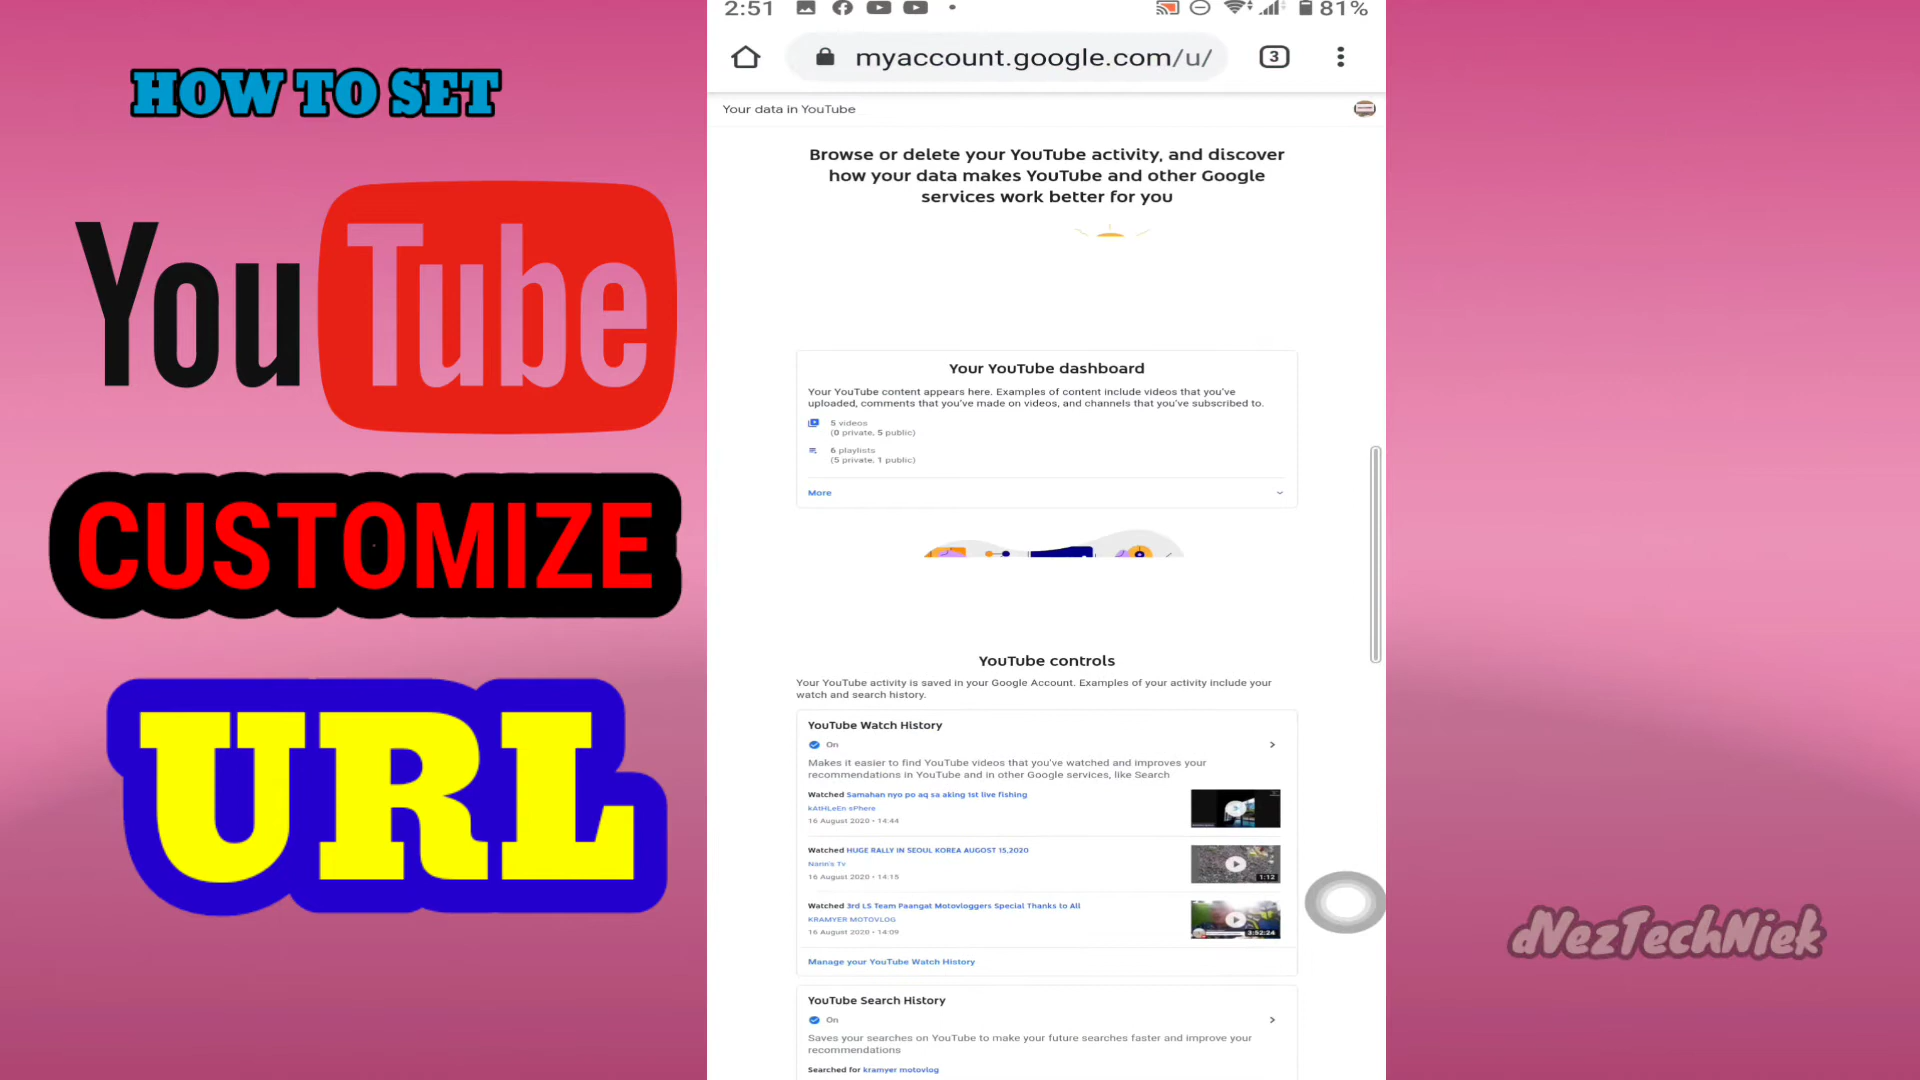 HOW TO SET
YouTube
CUSTOMIZE
URL
2:51
81%
myaccount.google.com/u/
3
Your data in YouTube
Browse or delete your YouTube activity, and discover
how your data makes YouTube and other Google
services work better for you
Your YouTube dashboard
Your YouTube content appears here. Examples of content include videos that you've
uploaded, comments that you've made on videos, and channels that you've subscribed to.
5 videos
(0 private, 5 public)
6 playlists
(5 private, 1 public)
More
YouTube controls
Your YouTube activity is saved in your Google Account. Examples of your activity include your
watch and search history.
YouTube Watch History
On
Makes it easier to find YouTube videos that you've watched and improves your
recommendations in YouTube and in other Google services, like Search
Watched Samahan nyo po aq sa aking 1st live fishing
kAtHLeEn sPhere
16 August 2020 • 14:44
Watched HUGE RALLY IN SEOUL KOREA AUGOST 15,2020
Narin's Tv
16 August 2020 • 14:15
1:12
Watched 3rd LS Team Paangat Motovloggers Special Thanks to All
KRAMYER MOTOVLOG
16 August 2020 • 14:09
3:52:24
Manage your YouTube Watch History
YouTube Search History
On
Saves your searches on YouTube to make your future searches faster and improve your
recommendations
Searched for kramyer motovlog
dVezTechNiek